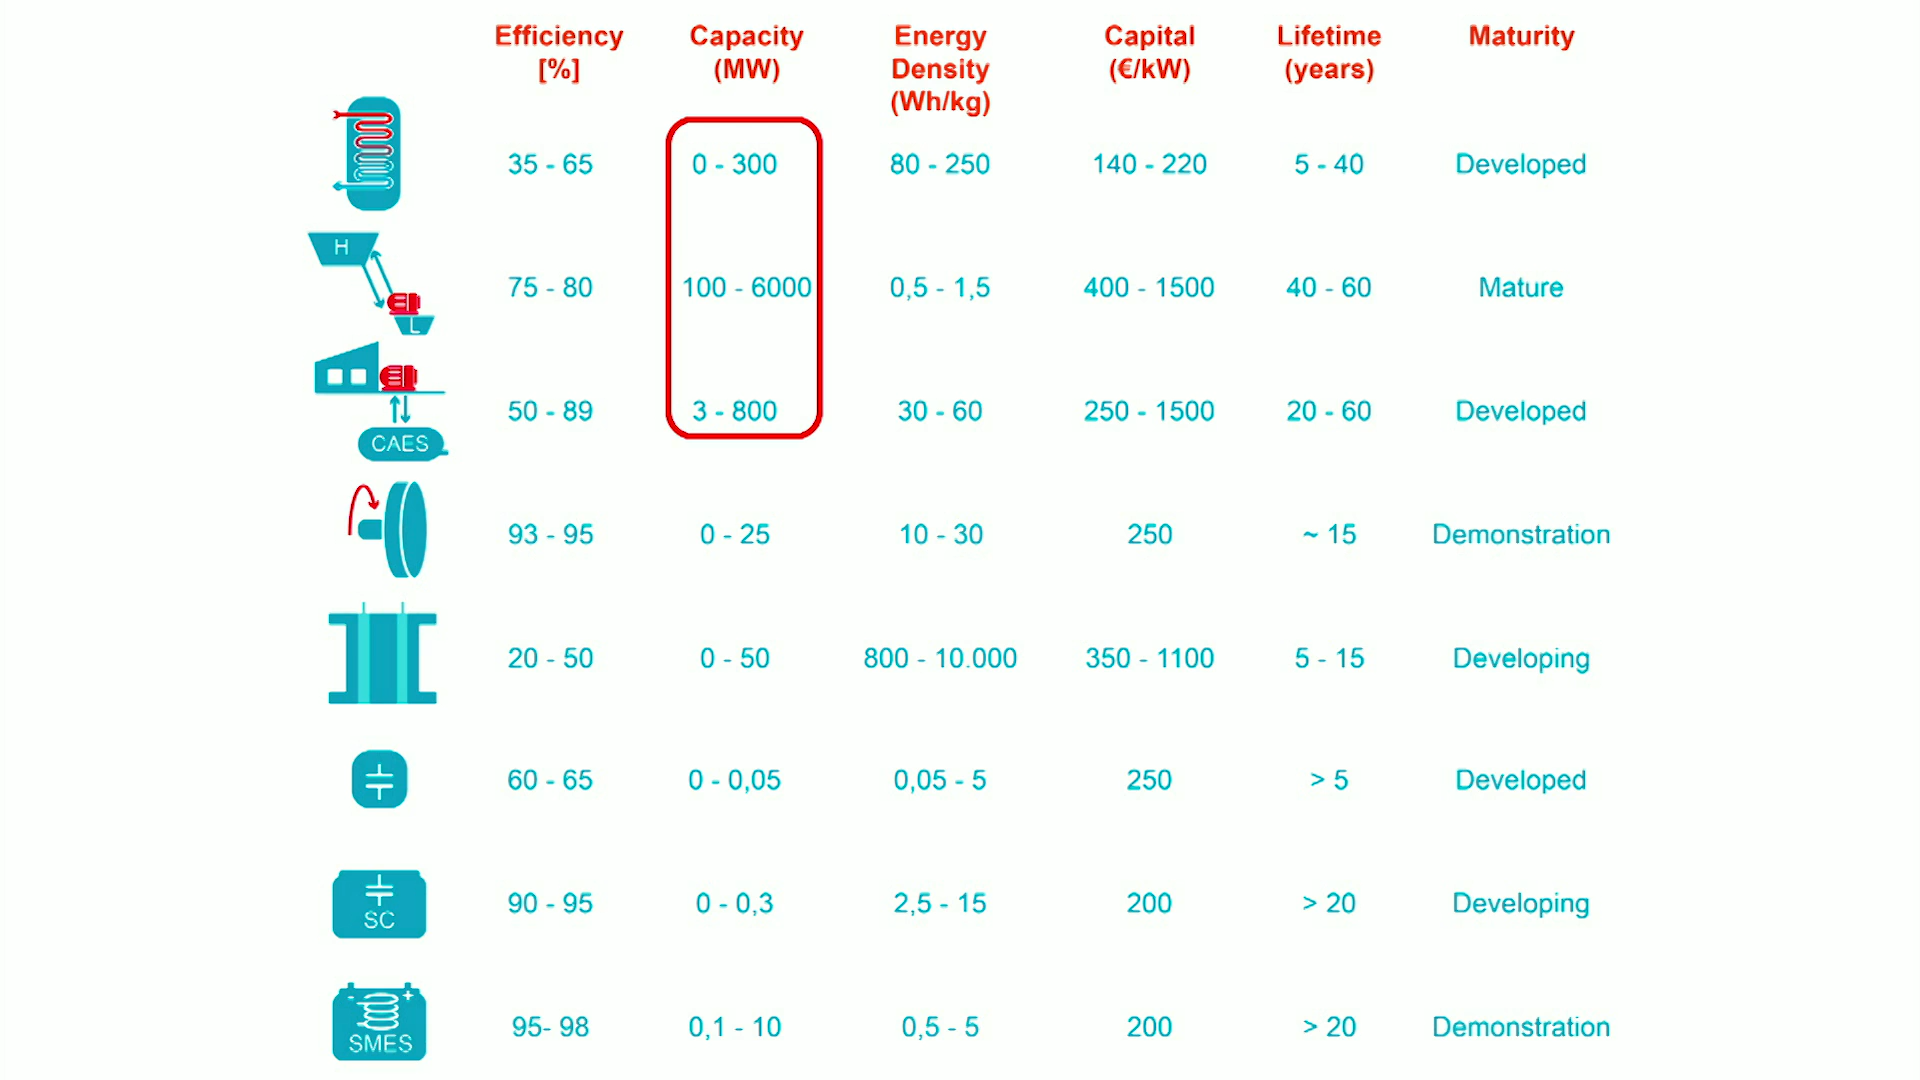 Efficiency [%]
Capacity (MW)
Energy Density (Wh/kg)
Capital (€/kW)
Lifetime (years)
Maturity
35 - 65 0 - 300 80 - 250 140 - 220 5 - 40 Developed
H
L
75 - 80 100 - 6000 0,5 - 1,5 400 - 1500 40 - 60 Mature
50 - 89 3 - 800 30 - 60 250 - 1500 20 - 60 Developed
CAES
93 - 95 0 - 25 10 - 30 250 ~ 15 Demonstration
20 - 50 0 - 50 800 - 10.000 350 - 1100 5 - 15 Developing
60 - 65 0 - 0,05 0,05 - 5 250 > 5 Developed
90 - 95 0 - 0,3 2,5 - 15 200 > 20 Developing
SC
- +
95- 98 0,1 - 10 0,5 - 5 200 > 20 Demonstration
SMES